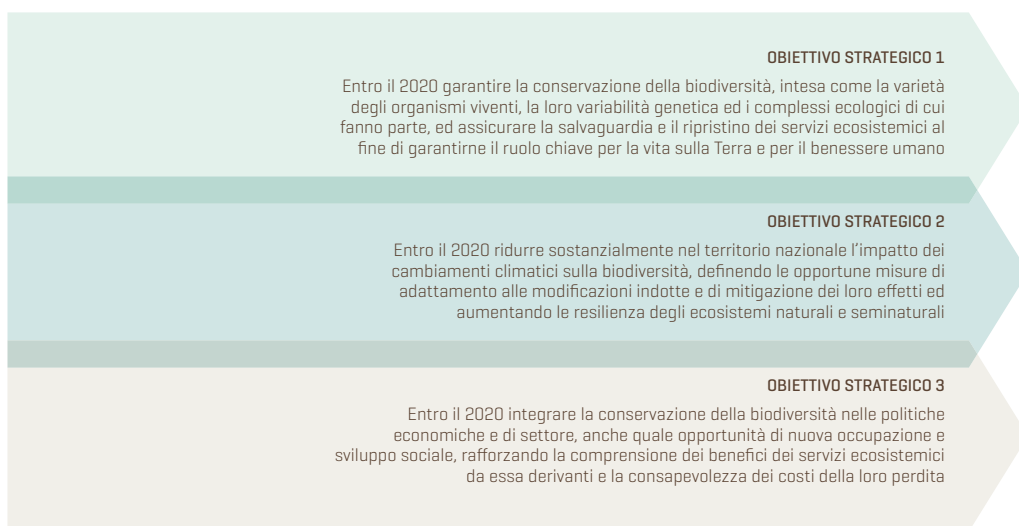 OBIETTIVO STRATEGICO 1
Entro il 2020 garantire la conservazione della biodiversità, intesa come la varietà
degli organismi viventi, la loro variabilità genetica ed i complessi ecologici di cui
fanno parte, ed assicurare la salvaguardia e il ripristino dei servizi ecosistemici al
fine di garantirne il ruolo chiave per la vita sulla Terra e per il benessere umano
OBIETTIVO STRATEGICO 2
Entro il 2020 ridurre sostanzialmente nel territorio nazionale l'impatto dei
cambiamenti climatici sulla biodiversità, definendo le opportune misure di
adattamento alle modificazioni indotte e di mitigazione dei loro effetti ed
aumentando le resilienza degli ecosistemi naturali e seminaturali
OBIETTIVO STRATEGICO 3
Entro il 2020 integrare la conservazione della biodiversità nelle politiche
economiche e di settore, anche quale opportunità di nuova occupazione e
sviluppo sociale, rafforzando la comprensione dei benefici dei servizi ecosistemici
da essa derivanti e la consapevolezza dei costi della loro perdita